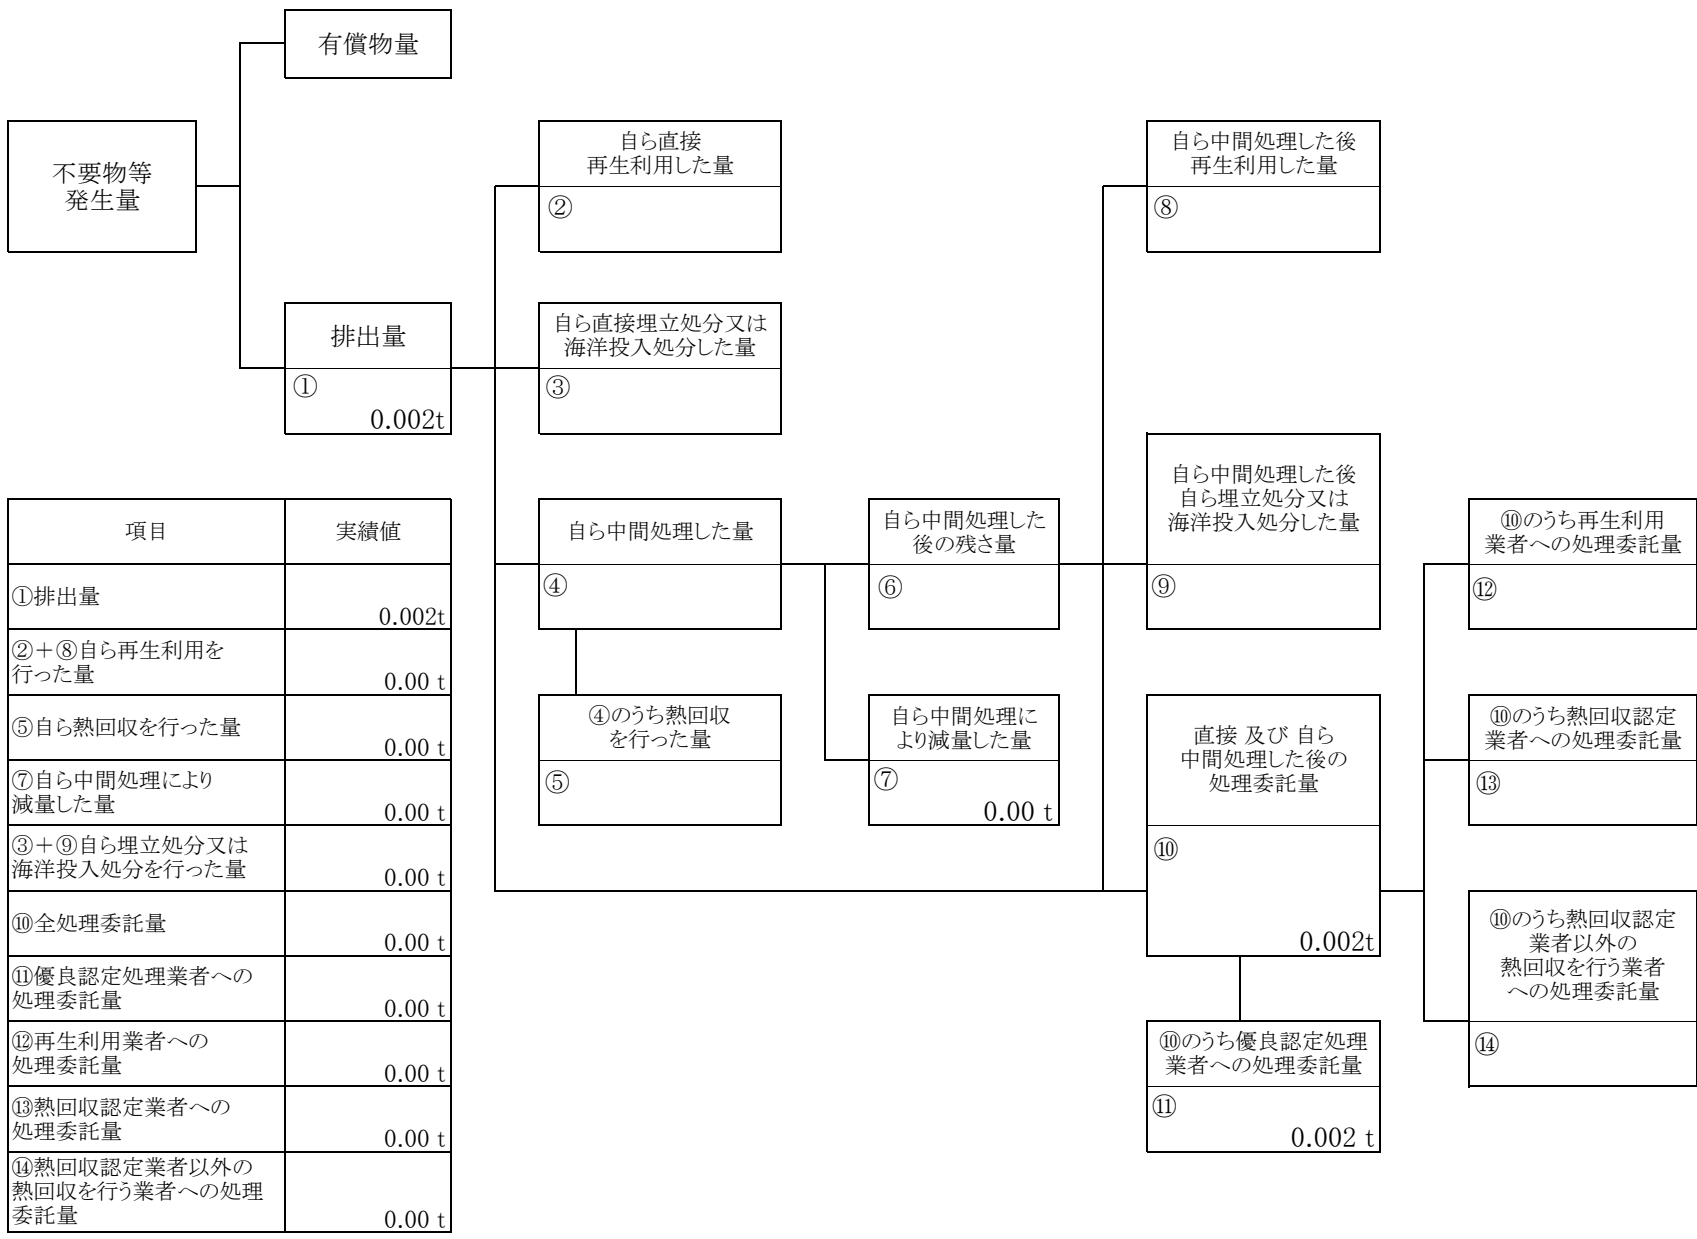 有償物量
不要物等
発生量
排出量
①
0.002t
自ら直接
再生利用した量
②
自ら直接埋立処分又は
海洋投入処分した量
③
自ら中間処理した量
④
④のうち熱回収
を行った量
⑤
自ら中間処理した
後の残さ量
⑥
自ら中間処理に
より減量した量
⑦
0.00 t
自ら中間処理した後
再生利用した量
⑧
自ら中間処理した後
自ら埋立処分又は
海洋投入処分した量
⑨
直接 及び 自ら
中間処理した後の
処理委託量
⑩
0.002t
⑩のうち優良認定処理
業者への処理委託量
⑪
0.002 t
⑩のうち再生利用
業者への処理委託量
⑫
⑩のうち熱回収認定
業者への処理委託量
⑬
⑩のうち熱回収認定
業者以外の
熱回収を行う業者
への処理委託量
⑭
項目 実績値
①排出量
0.002t
②＋⑧自ら再生利用を
行った量
0.00 t
⑤自ら熱回収を行った量
0.00 t
⑦自ら中間処理により
減量した量
0.00 t
③＋⑨自ら埋立処分又は
海洋投入処分を行った量
0.00 t
⑩全処理委託量
0.00 t
⑪優良認定処理業者への
処理委託量
0.00 t
⑫再生利用業者への
処理委託量
0.00 t
⑬熱回収認定業者への
処理委託量
0.00 t
⑭熱回収認定業者以外の
熱回収を行う業者への処理
委託量
0.00 t